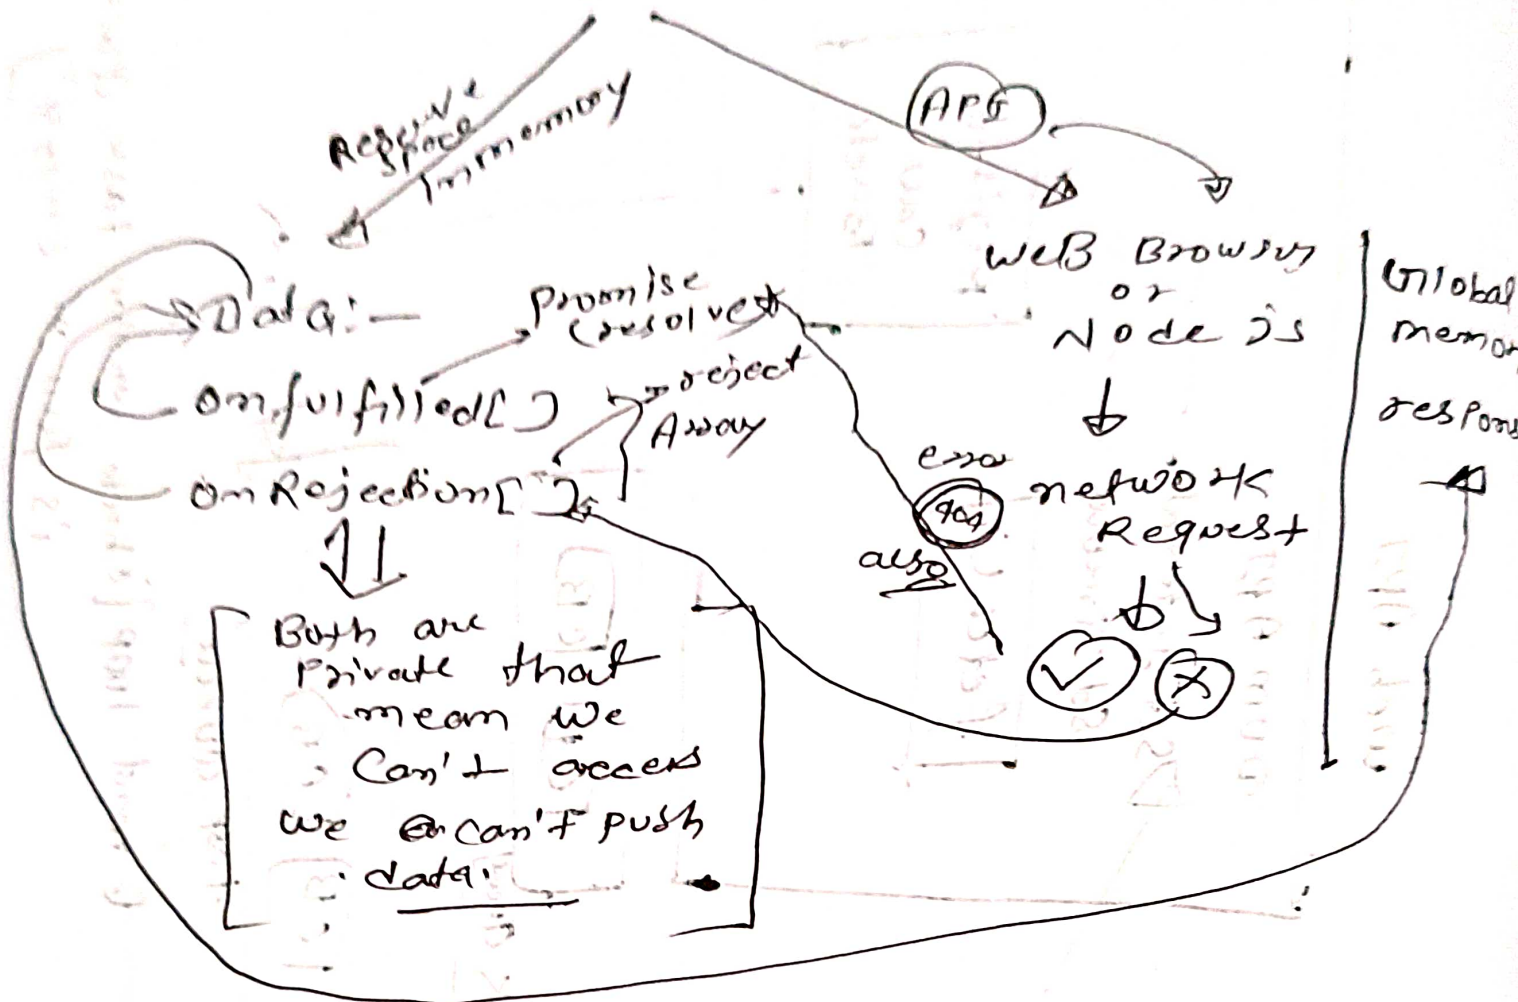 Reserve
space
in memory
API
Data:-
onfulfilled[]
onRejection[]
promise
(resolve)
reject
Array
Both are
Private that
mean we
Can't access
we can't push
data.
WeB Browser
or
Node js
network
Request
error
404
also
Global
memor
respons